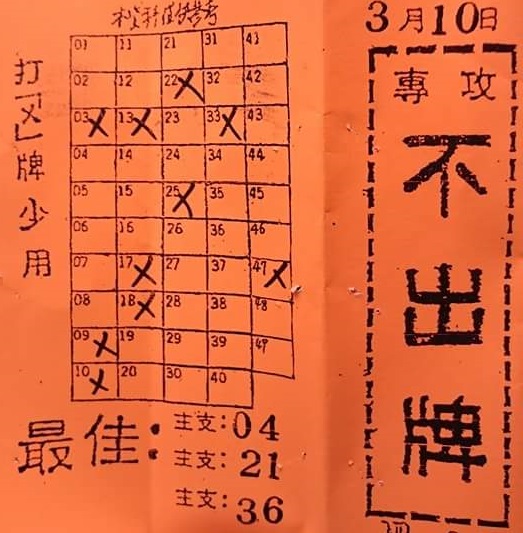 3月10日
專攻
不出牌
打「X」牌少用
01 11 21 31 41
02 12 22 32 42
03 13 23 33 43
04 14 24 34 44
05 15 25 35 45
06 16 26 36 46
07 17 27 37 47
08 18 28 38 48
09 19 29 39 49
10 20 30 40
最佳:
主支:04
主支:21
主支:36